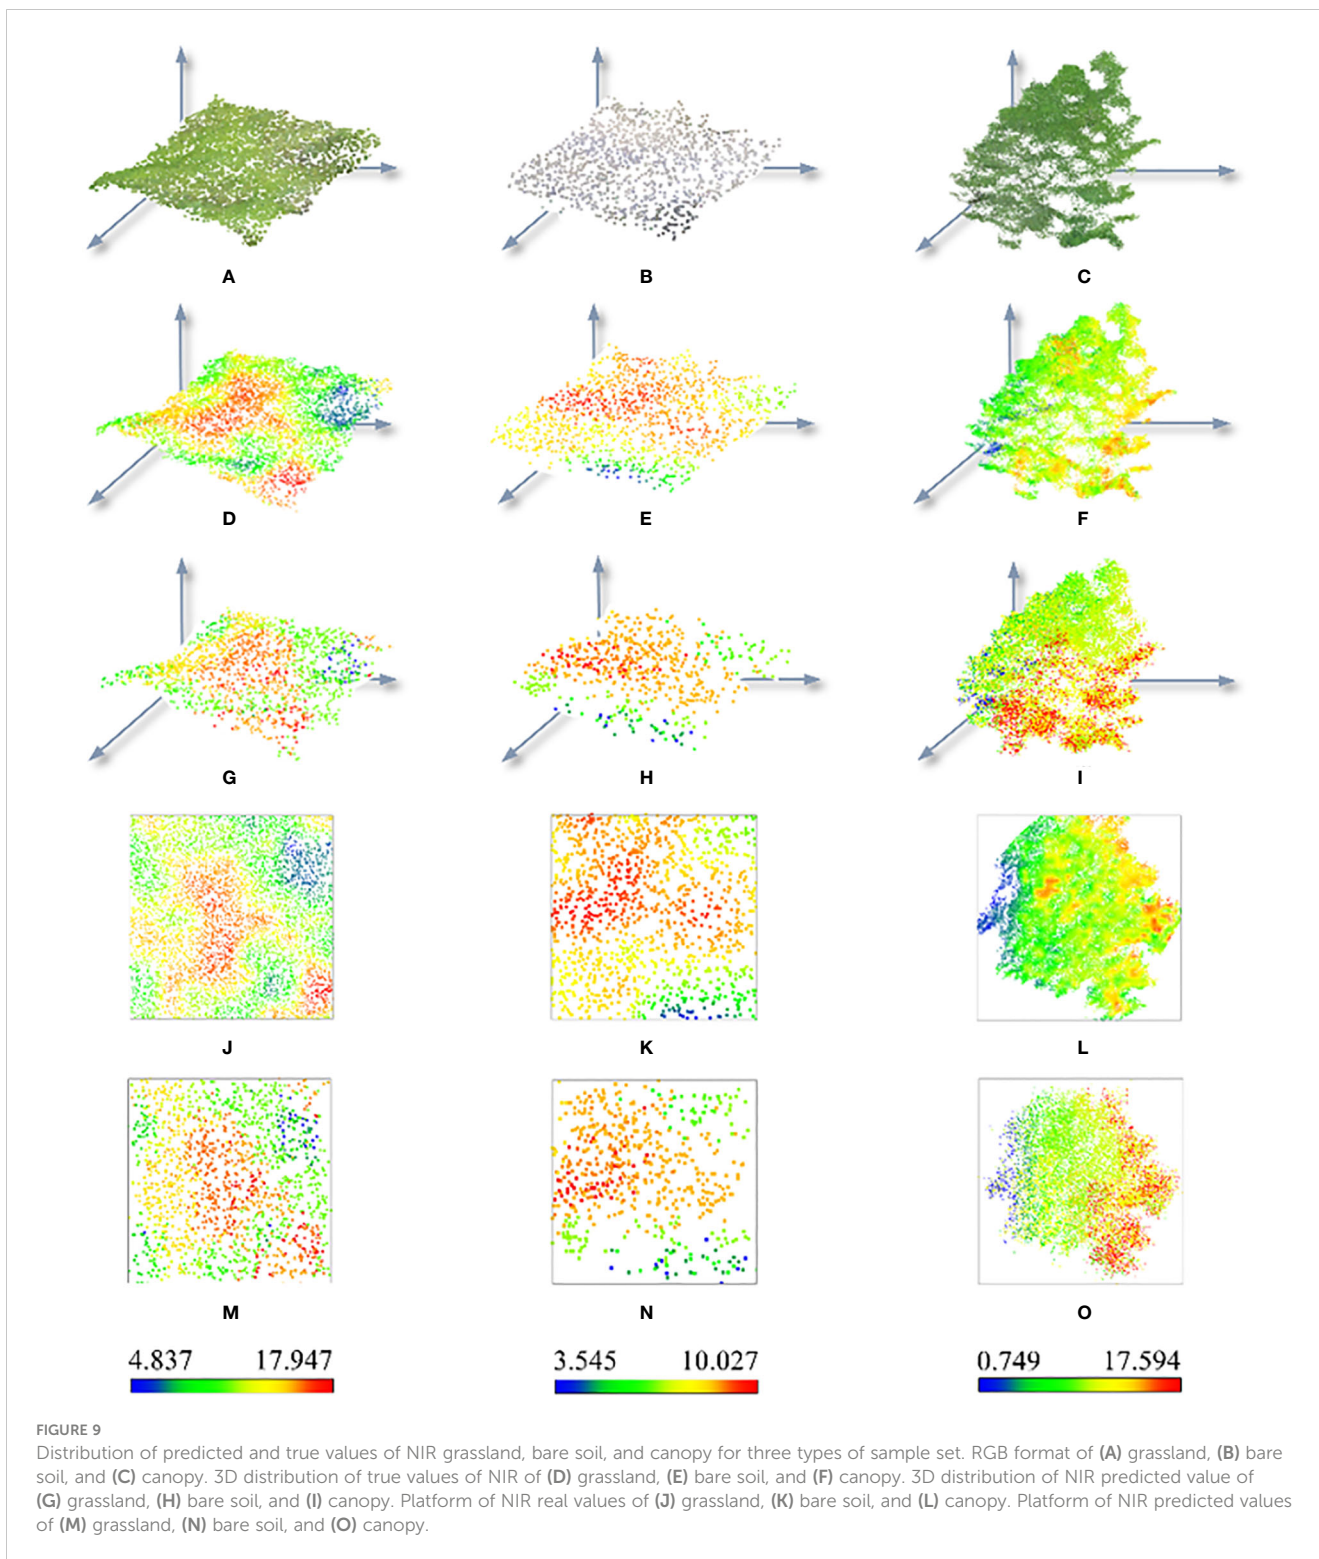 A
B
C
D
E
F
G
H
I
J
K
L
M
N
O
4.837 17.947
3.545 10.027
0.749 17.594
FIGURE 9
Distribution of predicted and true values of NIR grassland, bare soil, and canopy for three types of sample set. RGB format of (A) grassland, (B) bare
soil, and (C) canopy. 3D distribution of true values of NIR of (D) grassland, (E) bare soil, and (F) canopy. 3D distribution of NIR predicted value of
(G) grassland, (H) bare soil, and (I) canopy. Platform of NIR real values of (J) grassland, (K) bare soil, and (L) canopy. Platform of NIR predicted values
of (M) grassland, (N) bare soil, and (O) canopy.